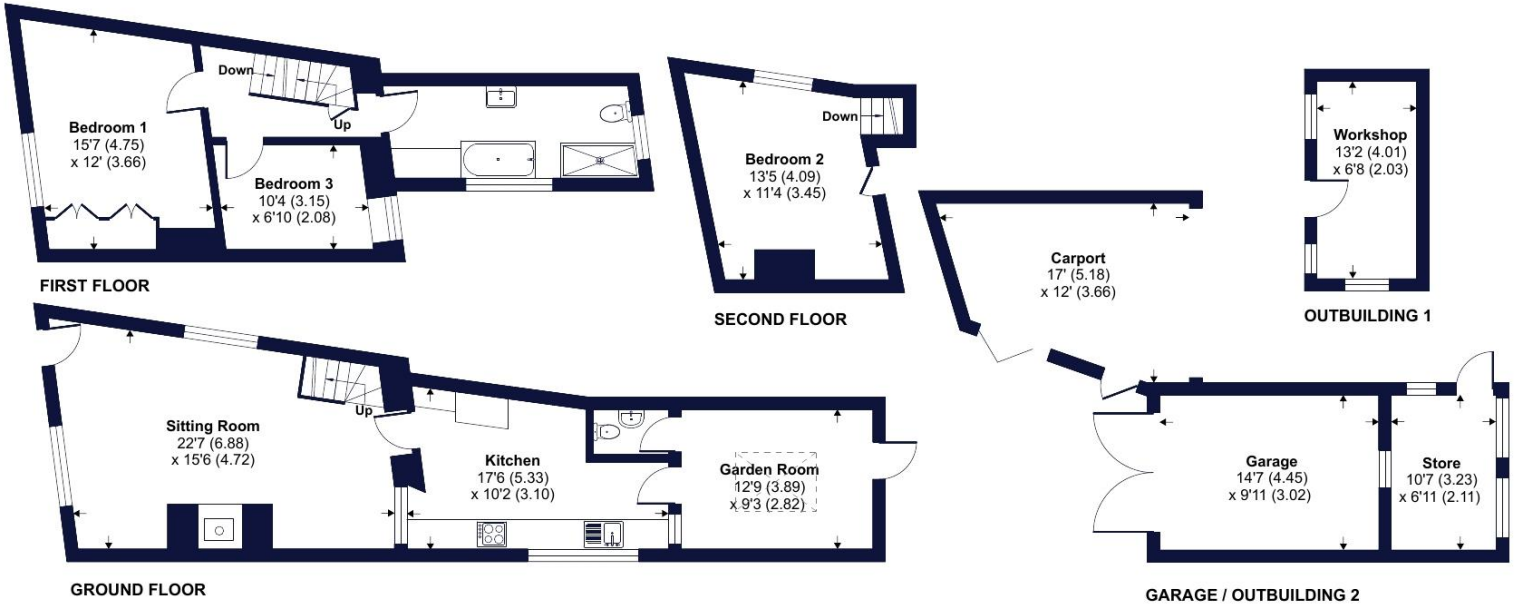 Down
Up
Bedroom 1
15'7 (4.75)
x 12' (3.66)
Bedroom 3
10'4 (3.15)
x 6'10 (2.08)
FIRST FLOOR
Down
Bedroom 2
13'5 (4.09)
x 11'4 (3.45)
SECOND FLOOR
Workshop
13'2 (4.01)
x 6'8 (2.03)
OUTBUILDING 1
Carport
17' (5.18)
x 12' (3.66)
Up
Sitting Room
22'7 (6.88)
x 15'6 (4.72)
Kitchen
17'6 (5.33)
x 10'2 (3.10)
Garden Room
12'9 (3.89)
x 9'3 (2.82)
GROUND FLOOR
Garage
14'7 (4.45)
x 9'11 (3.02)
Store
10'7 (3.23)
x 6'11 (2.11)
GARAGE / OUTBUILDING 2